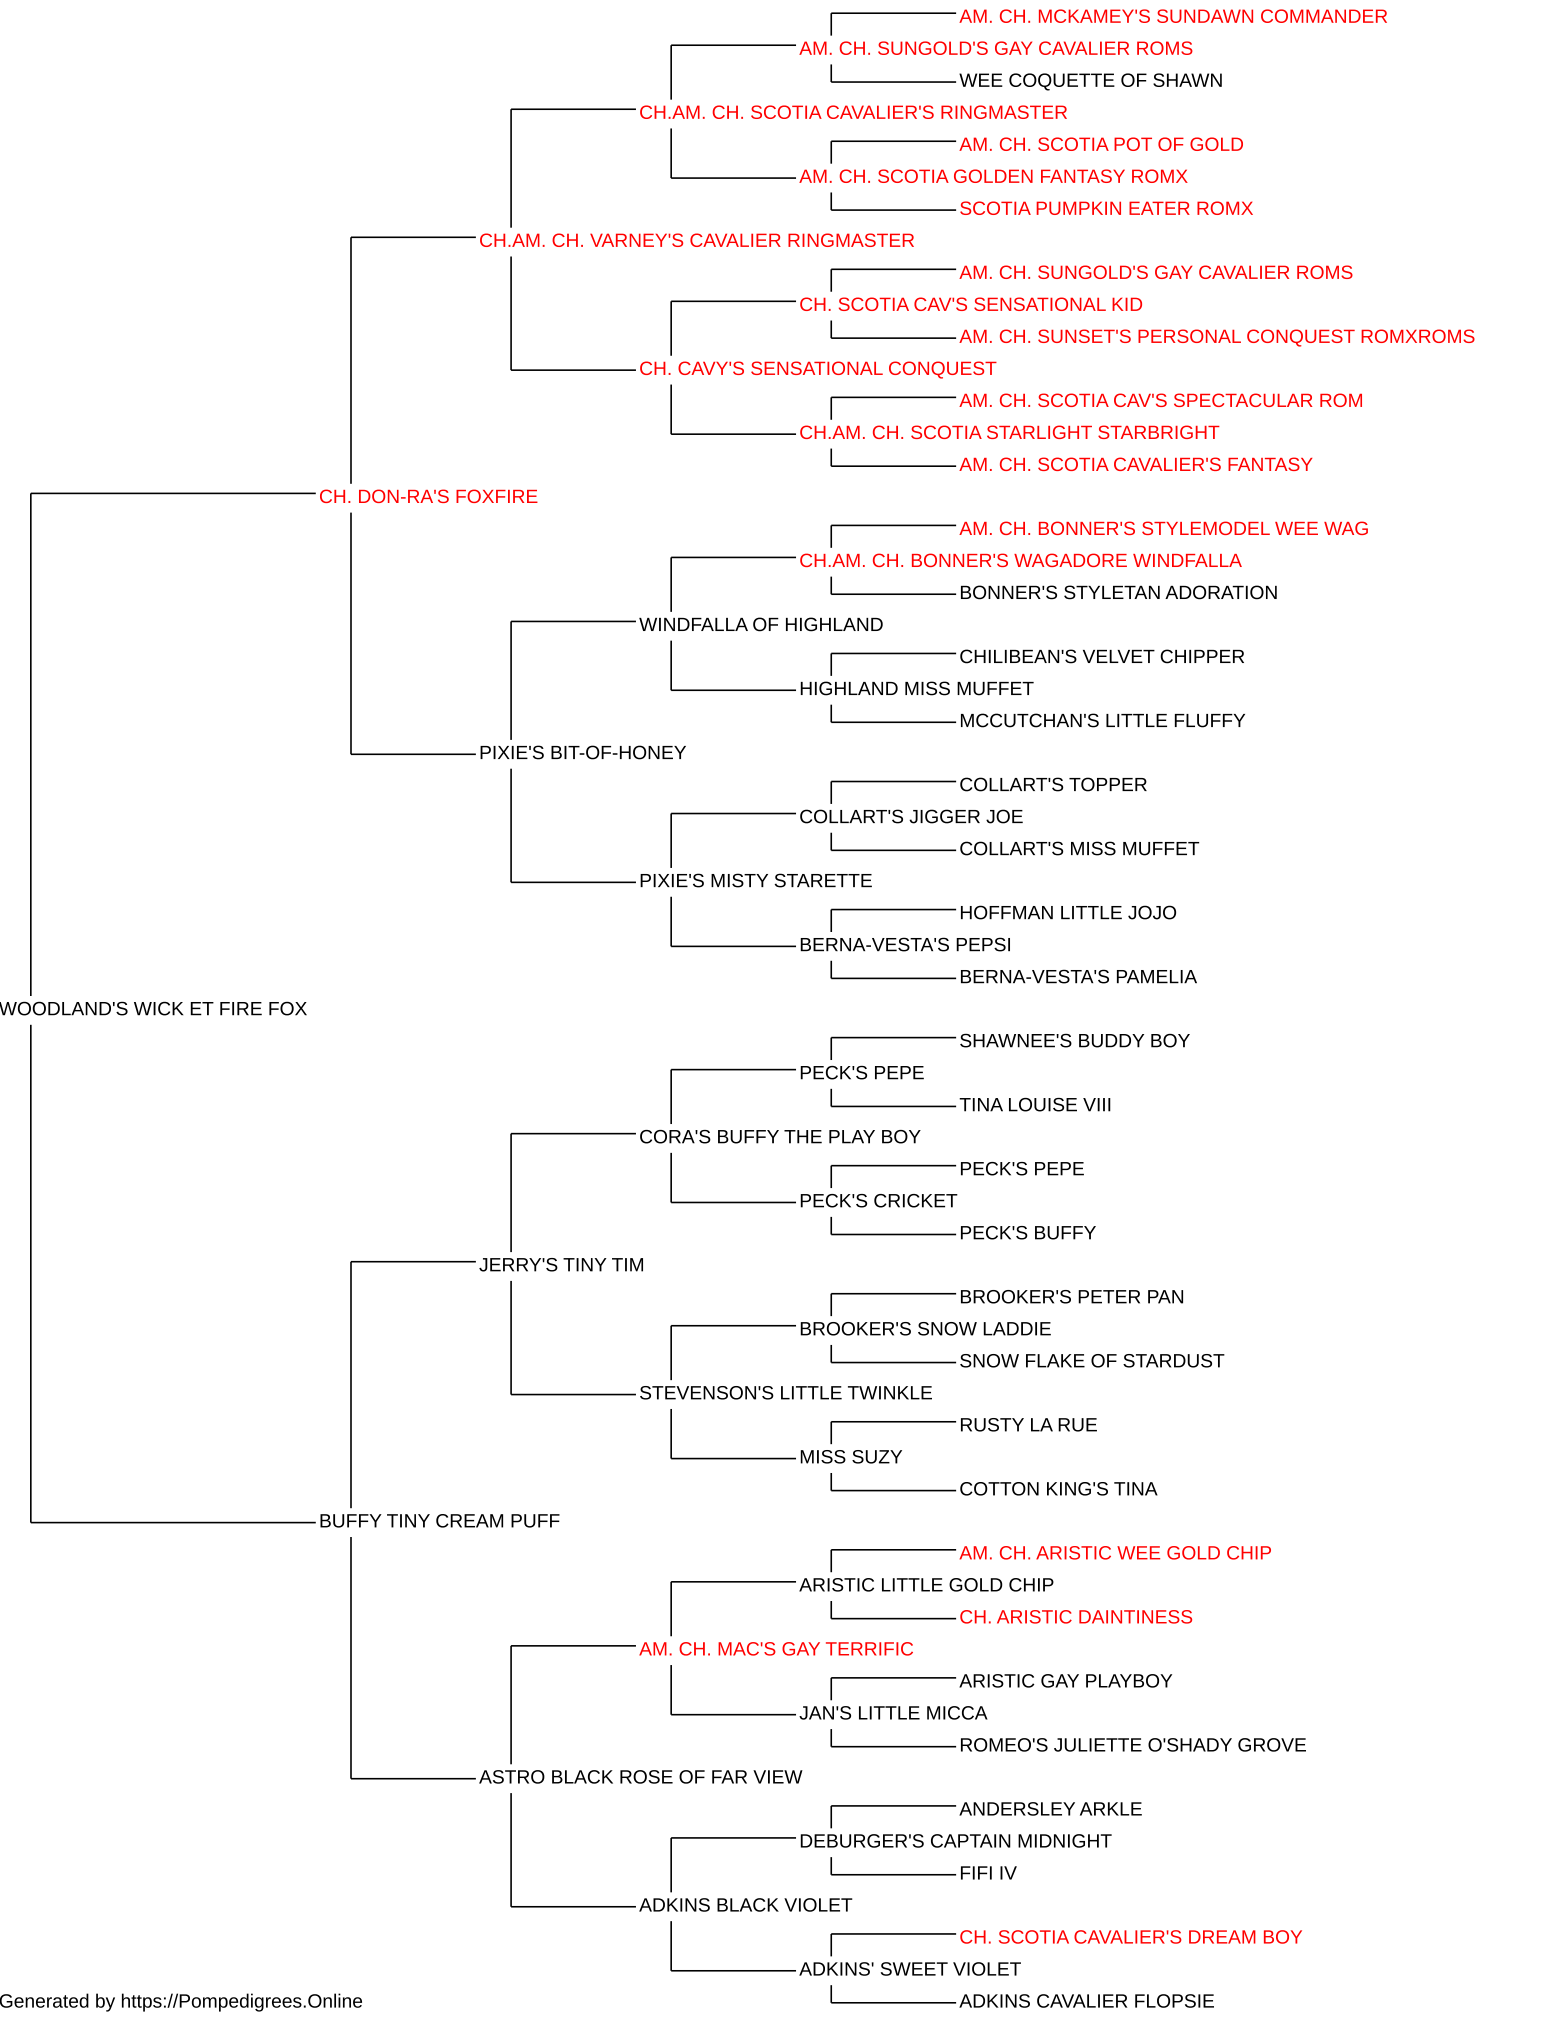 AM. CH. MCKAMEY'S SUNDAWN COMMANDER
AM. CH. SUNGOLD'S GAY CAVALIER ROMS
WEE COQUETTE OF SHAWN
CH.AM. CH. SCOTIA CAVALIER'S RINGMASTER
AM. CH. SCOTIA POT OF GOLD
AM. CH. SCOTIA GOLDEN FANTASY ROMX
SCOTIA PUMPKIN EATER ROMX
CH.AM. CH. VARNEY'S CAVALIER RINGMASTER
AM. CH. SUNGOLD'S GAY CAVALIER ROMS
CH. SCOTIA CAV'S SENSATIONAL KID
AM. CH. SUNSET'S PERSONAL CONQUEST ROMXROMS
CH. CAVY'S SENSATIONAL CONQUEST
AM. CH. SCOTIA CAV'S SPECTACULAR ROM
CH.AM. CH. SCOTIA STARLIGHT STARBRIGHT
AM. CH. SCOTIA CAVALIER'S FANTASY
CH. DON-RA'S FOXFIRE
AM. CH. BONNER'S STYLEMODEL WEE WAG
CH.AM. CH. BONNER'S WAGADORE WINDFALLA
BONNER'S STYLETAN ADORATION
WINDFALLA OF HIGHLAND
CHILIBEAN'S VELVET CHIPPER
HIGHLAND MISS MUFFET
MCCUTCHAN'S LITTLE FLUFFY
PIXIE'S BIT-OF-HONEY
COLLART'S TOPPER
COLLART'S JIGGER JOE
COLLART'S MISS MUFFET
PIXIE'S MISTY STARETTE
HOFFMAN LITTLE JOJO
BERNA-VESTA'S PEPSI
BERNA-VESTA'S PAMELIA
WOODLAND'S WICK ET FIRE FOX
SHAWNEE'S BUDDY BOY
PECK'S PEPE
TINA LOUISE VIII
CORA'S BUFFY THE PLAY BOY
PECK'S PEPE
PECK'S CRICKET
PECK'S BUFFY
JERRY'S TINY TIM
BROOKER'S PETER PAN
BROOKER'S SNOW LADDIE
SNOW FLAKE OF STARDUST
STEVENSON'S LITTLE TWINKLE
RUSTY LA RUE
MISS SUZY
COTTON KING'S TINA
BUFFY TINY CREAM PUFF
AM. CH. ARISTIC WEE GOLD CHIP
ARISTIC LITTLE GOLD CHIP
CH. ARISTIC DAINTINESS
AM. CH. MAC'S GAY TERRIFIC
ARISTIC GAY PLAYBOY
JAN'S LITTLE MICCA
ROMEO'S JULIETTE O'SHADY GROVE
ASTRO BLACK ROSE OF FAR VIEW
ANDERSLEY ARKLE
DEBURGER'S CAPTAIN MIDNIGHT
FIFI IV
ADKINS BLACK VIOLET
CH. SCOTIA CAVALIER'S DREAM BOY
ADKINS' SWEET VIOLET
ADKINS CAVALIER FLOPSIE
Generated by https://Pompedigrees.Online